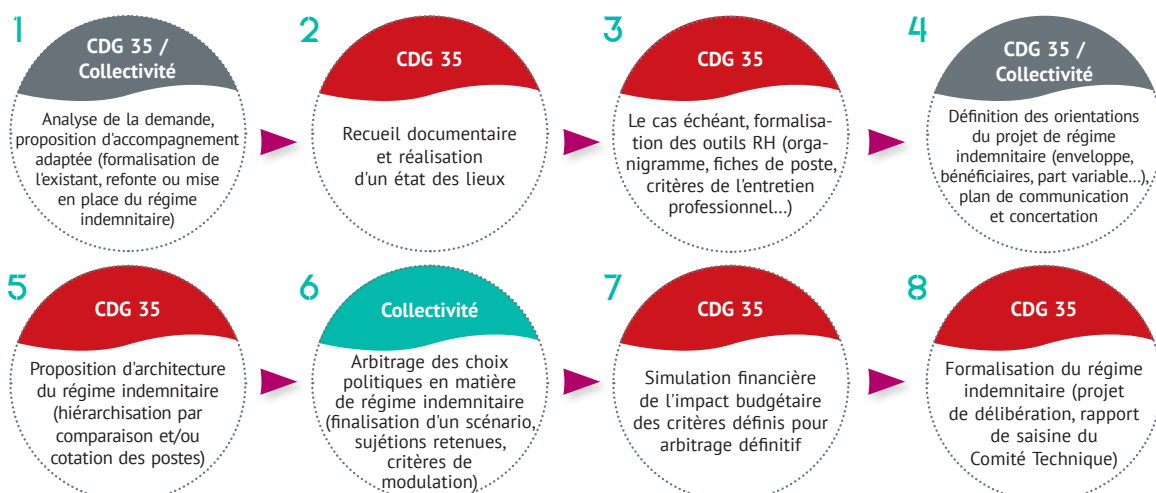 1
CDG 35 /
Collectivité
Analyse de la demande,
proposition d'accompagnement
adaptée (formalisation de
l'existant, refonte ou mise
en place du régime
indemnitaire)
2
CDG 35
Recueil documentaire
et réalisation
d'un état des lieux
3
CDG 35
Le cas échéant, formalisa-
tion des outils RH (orga-
nigramme, fiches de poste,
critères de l'entretien
professionnel...)
4
CDG 35 /
Collectivité
Définition des orientations
du projet de régime
indemnitaire (enveloppe,
bénéficiaires, part variable...),
plan de communication
et concertation
5
CDG 35
Proposition d'architecture
du régime indemnitaire
(hiérarchisation par
comparaison et/ou
cotation des postes)
6
Collectivité
Arbitrage des choix
politiques en matière
de régime indemnitaire
(finalisation d'un scénario,
sujétions retenues,
critères de
modulation)
7
CDG 35
Simulation financière
de l'impact budgétaire
des critères définis pour
arbitrage définitif
8
CDG 35
Formalisation du régime
indemnitaire (projet
de délibération, rapport
de saisine du
Comité Technique)